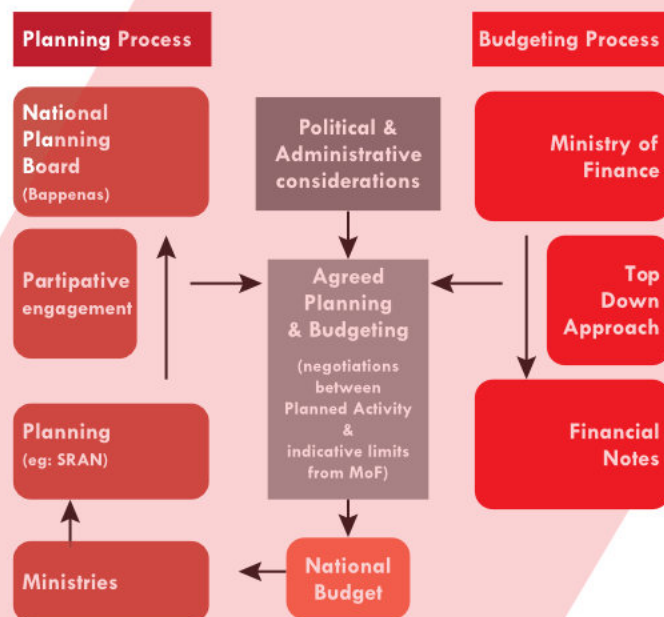 Planning Process
National
Planning
Board
(Bappenas)
Partipative
engagement
Planning
(eg: SRAN)
Ministries
Political &
Administrative
considerations
Agreed
Planning
& Budgeting
(negotiations
between
Planned Activity
&
indicative limits
from MoF)
National
Budget
Budgeting Process
Ministry of
Finance
Top
Down
Approach
Financial
Notes